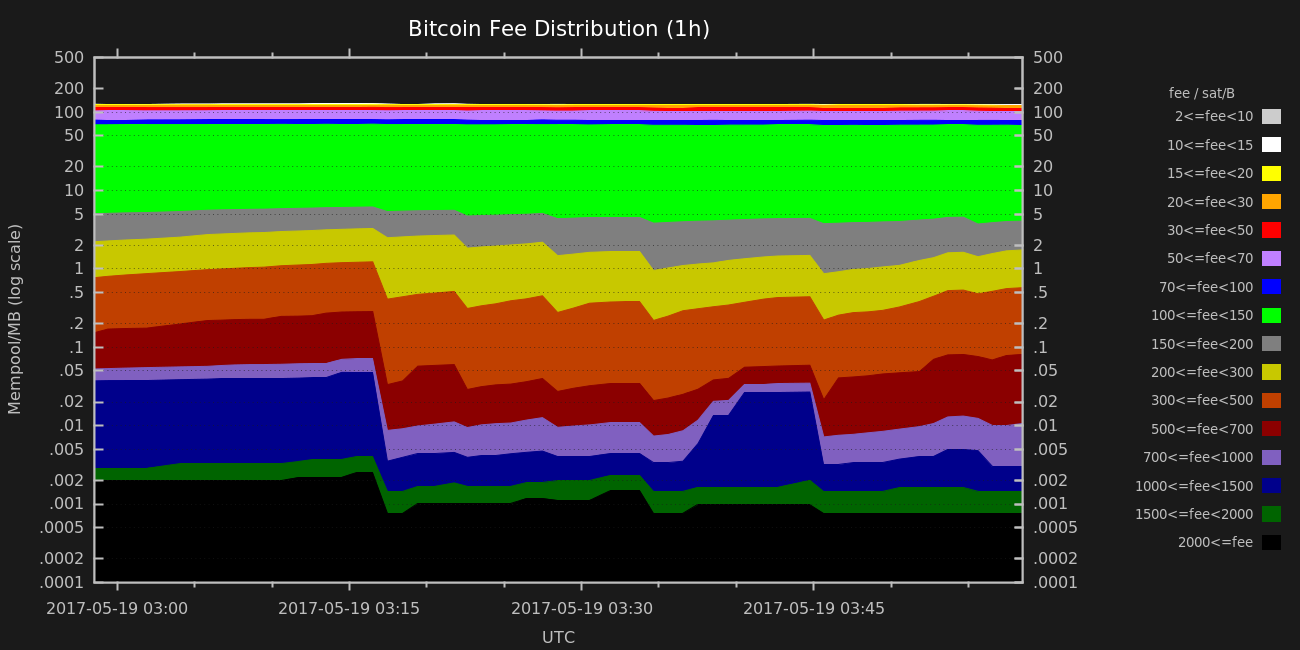 Bitcoin Fee Distribution (1h)
500
200
100
50
20
10
5
2
1
.5
.2
.1
.05
.02
.01
.005
.002
.001
.0005
.0002
.0001
Mempool/MB (log scale)
500
200
100
50
20
10
5
2
1
.5
.2
.1
.05
.02
.01
.005
.002
.001
.0005
.0002
.0001
2017-05-19 03:00
2017-05-19 03:15
2017-05-19 03:30
2017-05-19 03:45
UTC
fee / sat/B
2<=fee<10
10<=fee<15
15<=fee<20
20<=fee<30
30<=fee<50
50<=fee<70
70<=fee<100
100<=fee<150
150<=fee<200
200<=fee<300
300<=fee<500
500<=fee<700
700<=fee<1000
1000<=fee<1500
1500<=fee<2000
2000<=fee